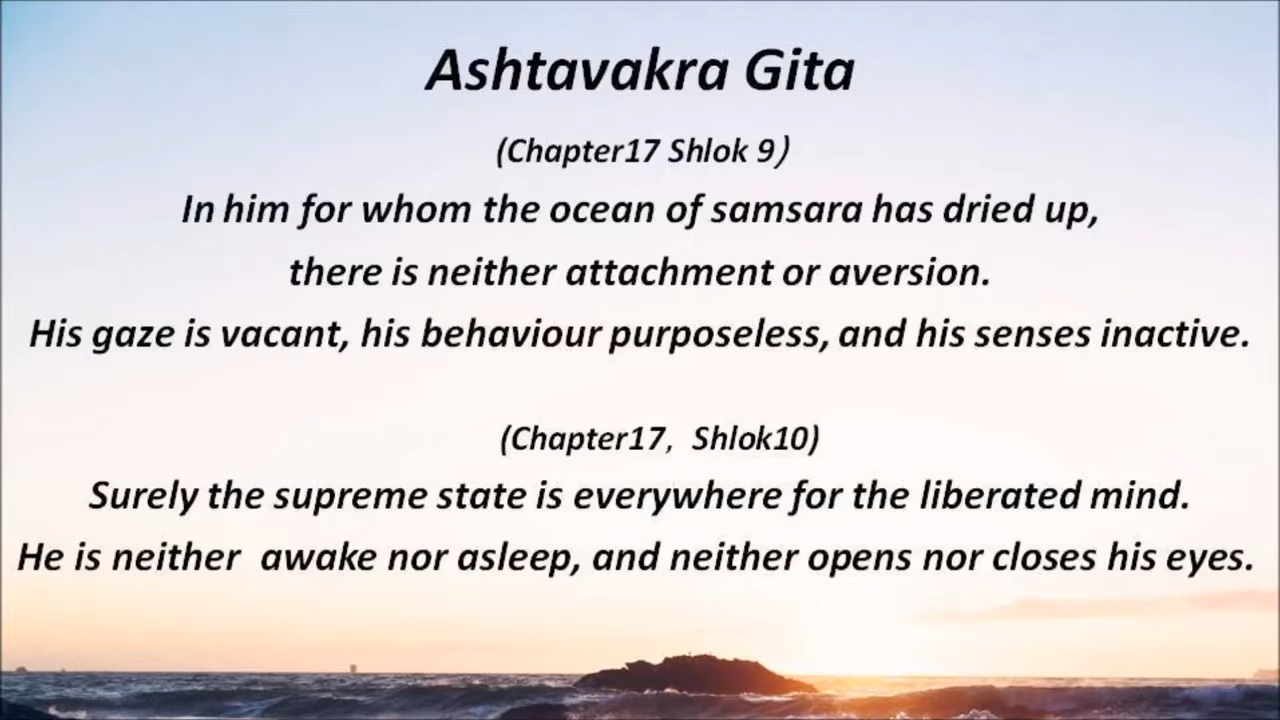 Ashtavakra Gita
(Chapter17 Shlok 9)
In him for whom the ocean of samsara has dried up,
there is neither attachment or aversion.
His gaze is vacant, his behaviour purposeless, and his senses inactive.
(Chapter17, Shlok10)
Surely the supreme state is everywhere for the liberated mind.
He is neither awake nor asleep, and neither opens nor closes his eyes.